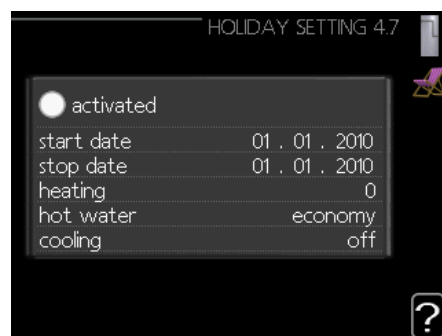 HOLIDAY SETTING 4.7
activated
start date 01 . 01 . 2010
stop date 01 . 01 . 2010
heating 0
hot water economy
cooling off
?